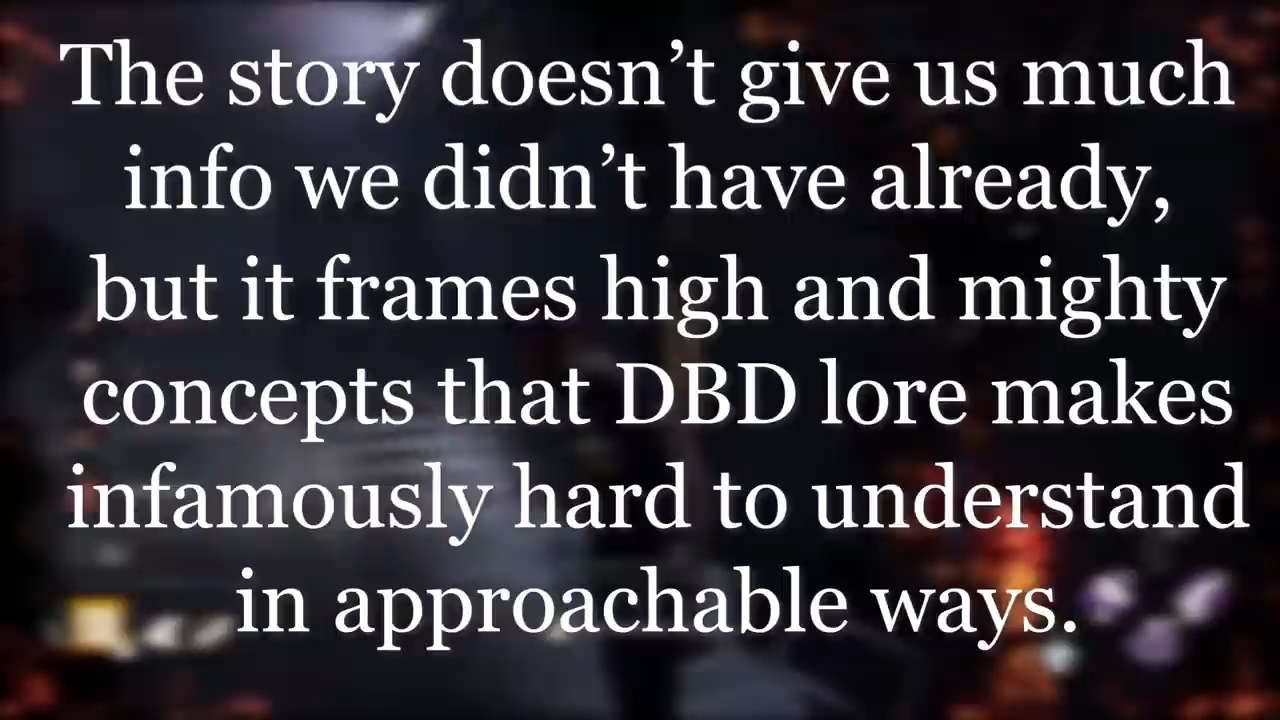 The story doesn’t give us much
info we didn’t have already,
but it frames high and mighty
concepts that DBD lore makes
infamously hard to understand
in approachable ways.